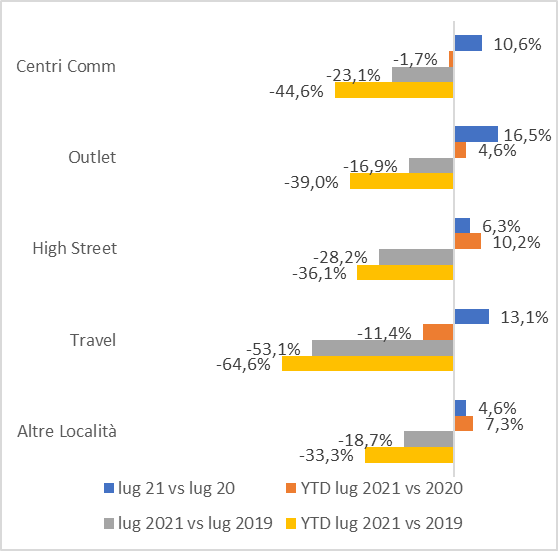 10,6%
Centri Comm
-1,7%
-23,1%
-44,6%
16,5%
Outlet
4,6%
-16,9%
-39,0%
6,3%
High Street
10,2%
-28,2%
-36,1%
13,1%
Travel
-11,4%
-53,1%
-64,6%
4,6%
Altre Località
7,3%
-18,7%
-33,3%
lug 21 vs lug 20
YTD lug 2021 vs 2020
lug 2021 vs lug 2019
YTD lug 2021 vs 2019